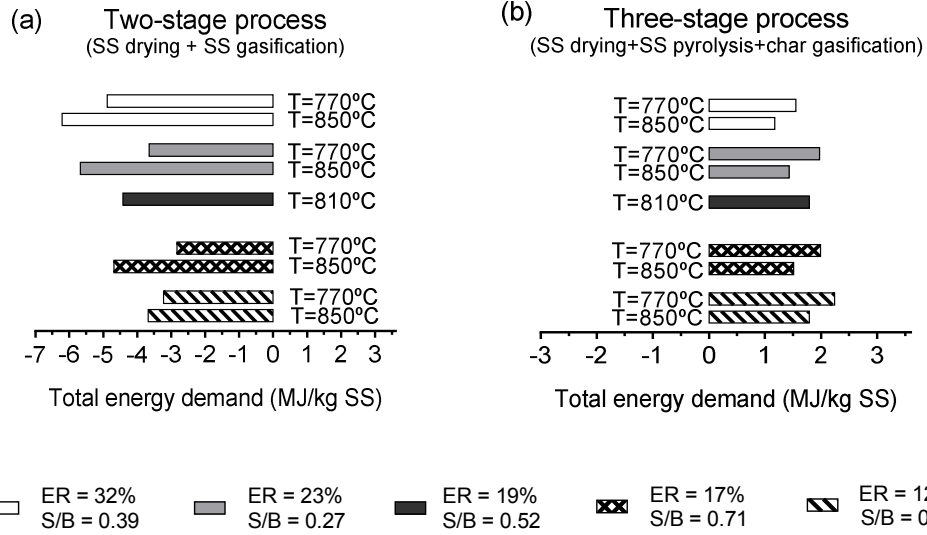 (a)
Two-stage process
(SS drying + SS gasification)
T=770ºC
T=850ºC
T=770ºC
T=850ºC
T=810ºC
T=770ºC
T=850ºC
T=770ºC
T=850ºC
-7 -6 -5 -4 -3 -2 -1 0 1 2 3
Total energy demand (MJ/kg SS)
(b)
Three-stage process
(SS drying+SS pyrolysis+char gasification)
T=770ºC
T=850ºC
T=770ºC
T=850ºC
T=810ºC
T=770ºC
T=850ºC
T=770ºC
T=850ºC
-3 -2 -1 0 1 2 3
Total energy demand (MJ/kg SS)
ER = 32%
S/B = 0.39
ER = 23%
S/B = 0.27
ER = 19%
S/B = 0.52
ER = 17%
S/B = 0.71
ER =
S/B =